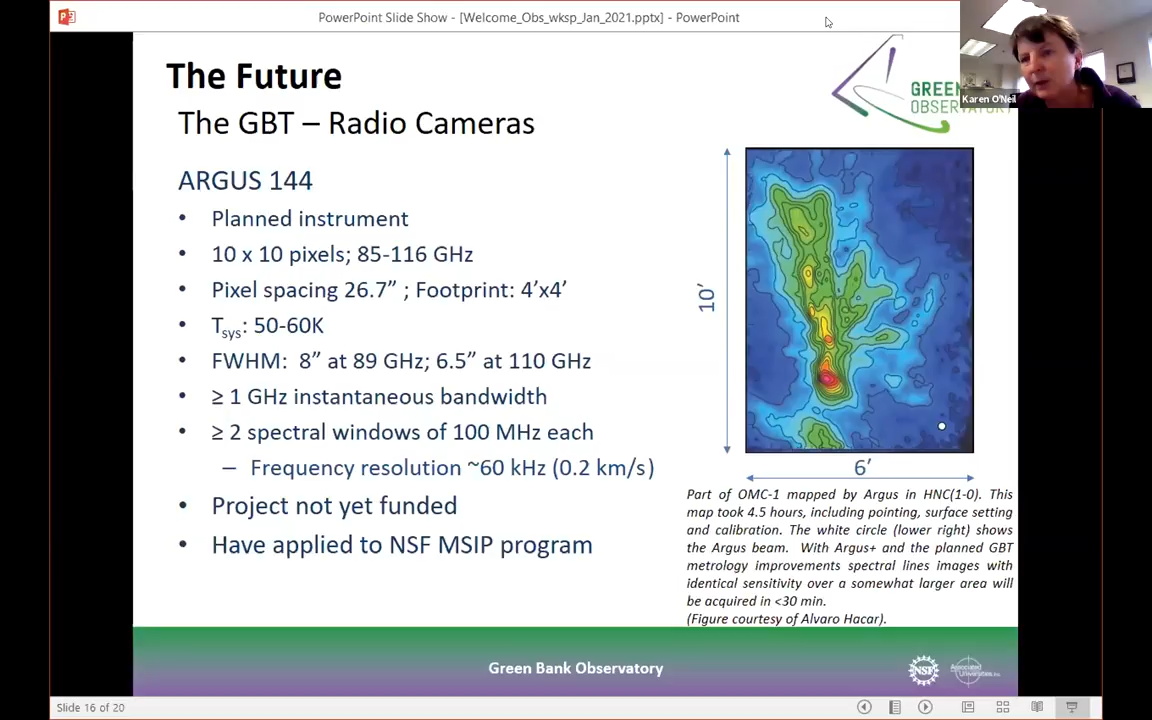 PowerPoint Slide Show - [Welcome_Obs_wksp_Jan_2021.pptx] - PowerPoint
The Future
The GBT – Radio Cameras
GREEN
OBSERVATORY
Karen O'Neil
ARGUS 144
• Planned instrument
• 10 x 10 pixels; 85-116 GHz
• Pixel spacing 26.7” ; Footprint: 4’x4’
• Tsys: 50-60K
• FWHM: 8” at 89 GHz; 6.5” at 110 GHz
• ≥ 1 GHz instantaneous bandwidth
• ≥ 2 spectral windows of 100 MHz each
– Frequency resolution ~60 kHz (0.2 km/s)
• Project not yet funded
• Have applied to NSF MSIP program
10’
6’
Part of OMC-1 mapped by Argus in HNC(1-0). This
map took 4.5 hours, including pointing, surface setting
and calibration. The white circle (lower right) shows
the Argus beam. With Argus+ and the planned GBT
metrology improvements spectral lines images with
identical sensitivity over a somewhat larger area will
be acquired in <30 min.
(Figure courtesy of Alvaro Hacar).
Green Bank Observatory
NSF
Associated
Universities, Inc.
Slide 16 of 20